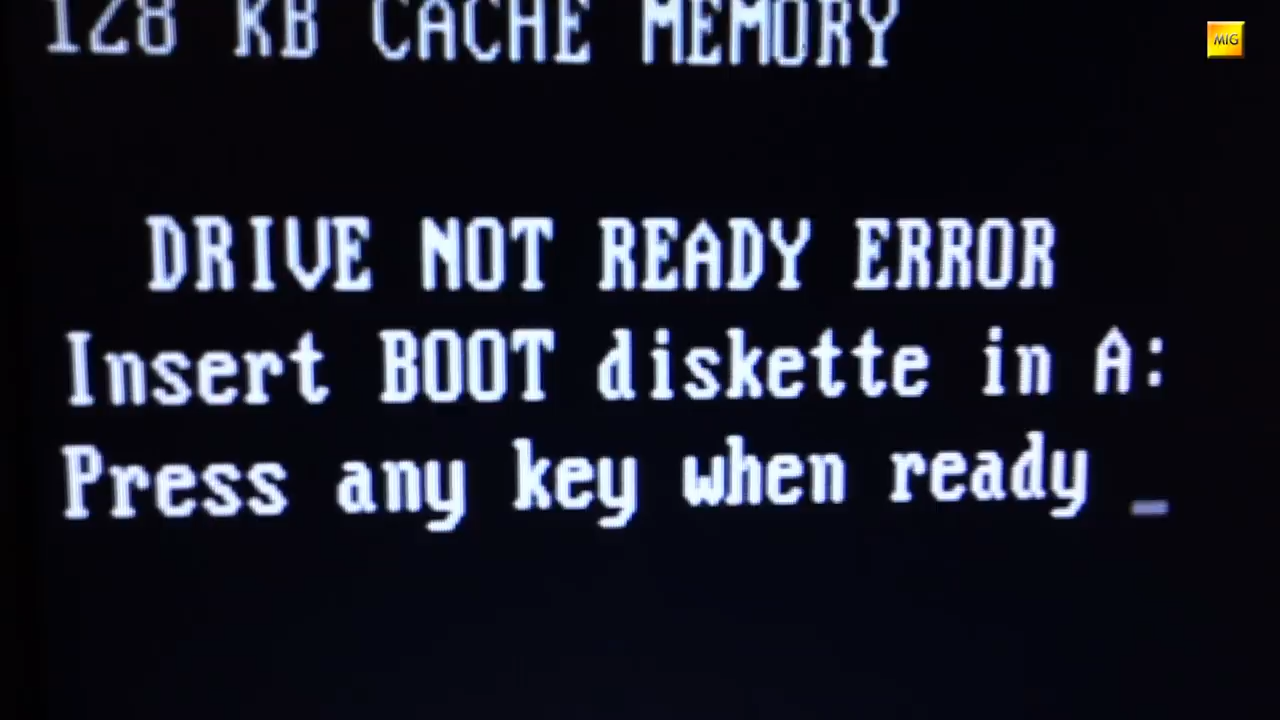 128 KB CACHE MEMORY
MIG
DRIVE NOT READY ERROR
Insert BOOT diskette in A:
Press any key when ready _